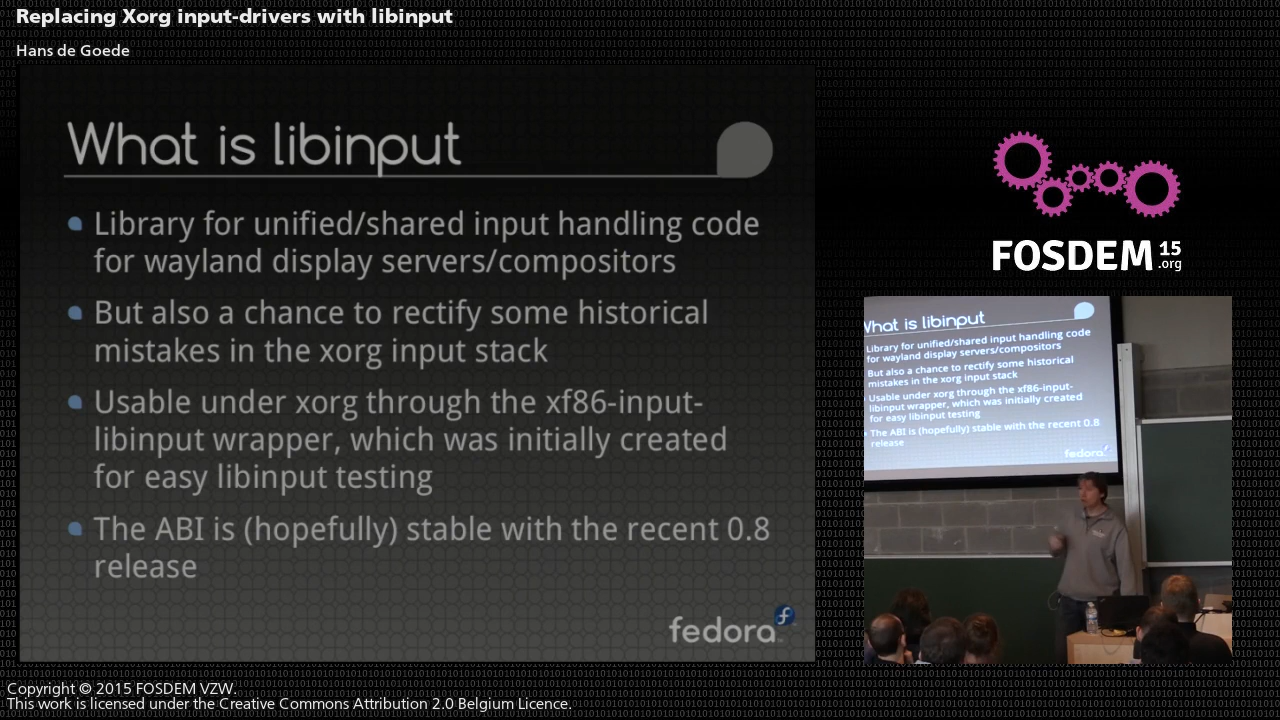 Replacing Xorg input-drivers with libinput
Hans de Goede
What is libinput
Library for unified/shared input handling code
for wayland display servers/compositors
But also a chance to rectify some historical
mistakes in the xorg input stack
Usable under xorg through the xf86-input-
libinput wrapper, which was initially created
for easy libinput testing
The ABI is (hopefully) stable with the recent 0.8
release
fedora
FOSDEM 15
.org
What is libinput
Library for unified/shared input handling code
for wayland display servers/compositors
But also a chance to rectify some historical
mistakes in the xorg input stack
Usable under xorg through the xf86-input-
libinput wrapper, which was initially created
for easy libinput testing
The ABI is (hopefully) stable with the recent 0.8
release
fedora
Copyright © 2015 FOSDEM VZW.
This work is licensed under the Creative Commons Attribution 2.0 Belgium Licence.